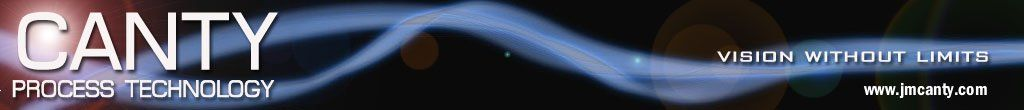 CANTY
PROCESS TECHNOLOGY
VISION WITHOUT LIMITS
www.jmcanty.com